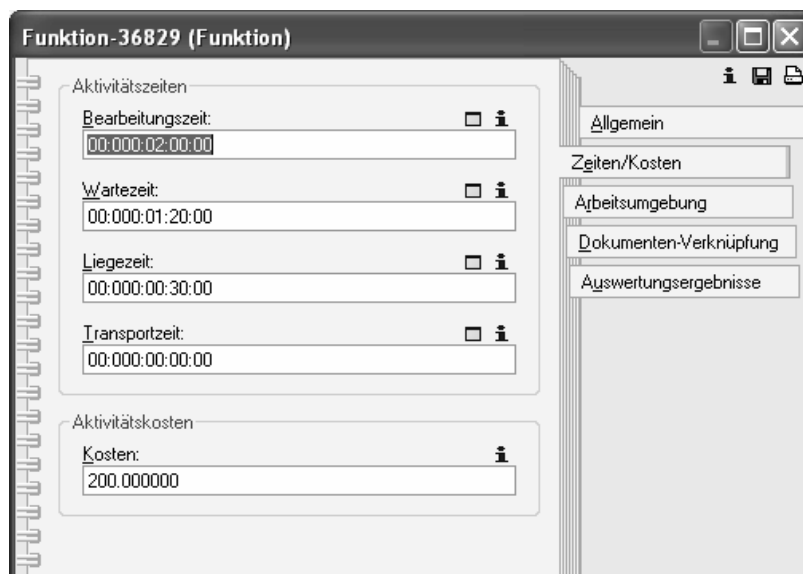 Funktion-36829 (Funktion)
Aktivitätszeiten
Bearbeitungszeit:
00:000:02:00:00
Wartezeit:
00:000:01:20:00
Liegezeit:
00:000:00:30:00
Transportzeit:
00:000:00:00:00
Aktivitätskosten
Kosten:
200.000000
Allgemein
Zeiten/Kosten
Arbeitsumgebung
Dokumenten-Verknüpfung
Auswertungsergebnisse